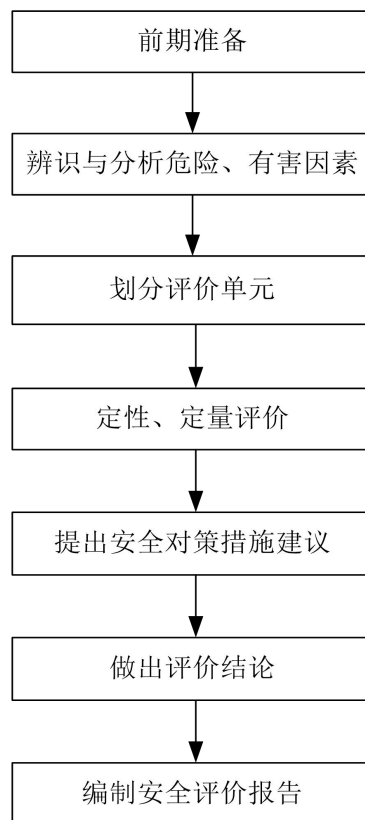 前期准备
辨识与分析危险、有害因素
划分评价单元
定性、定量评价
提出安全对策措施建议
做出评价结论
编制安全评价报告